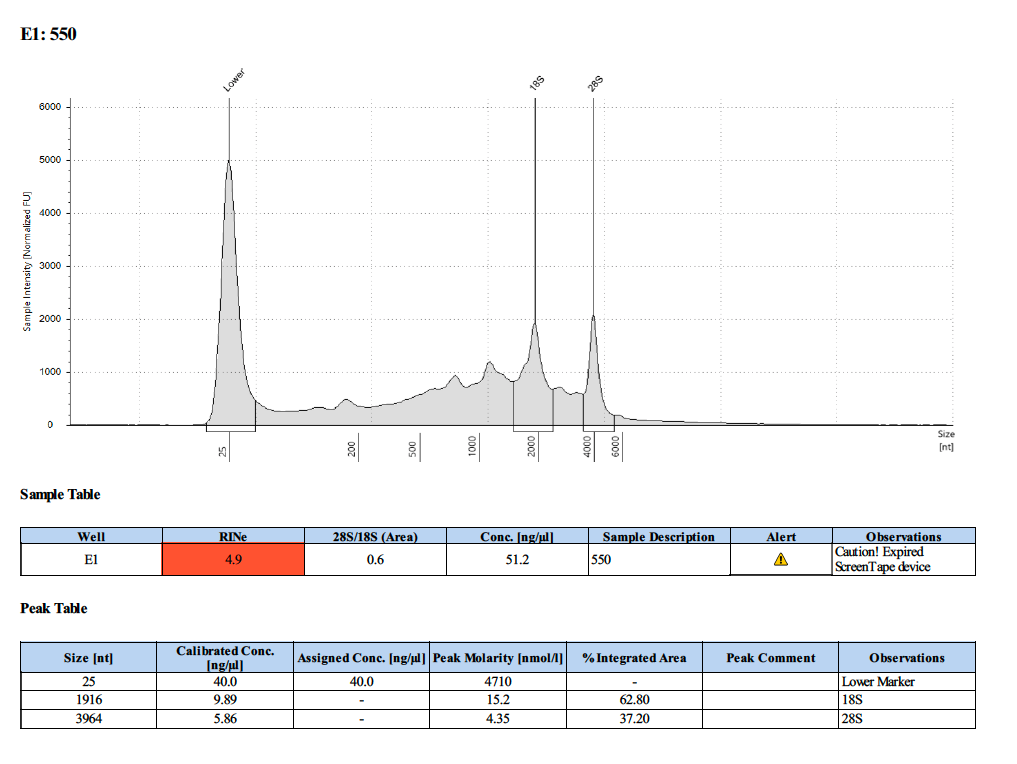 E1: 550
Lower
18S
28S
Sample Intensity [Normalized FU]
6000
5000
4000
3000
2000
1000
0
25
200
500
1000
2000
4000
6000
Size
[nt]
Sample Table
Well RINe 28S/18S (Area) Conc. [ng/µl] Sample Description Alert Observations
E1 4.9 0.6 51.2 550 Caution! Expired
ScreenTape device
Peak Table
Size [nt] Calibrated Conc. [ng/µl] Assigned Conc. [ng/µl] Peak Molarity [nmol/l] % Integrated Area Peak Comment Observations
25 40.0 40.0 4710 - Lower Marker
1916 9.89 - 15.2 62.80 18S
3964 5.86 - 4.35 37.20 28S